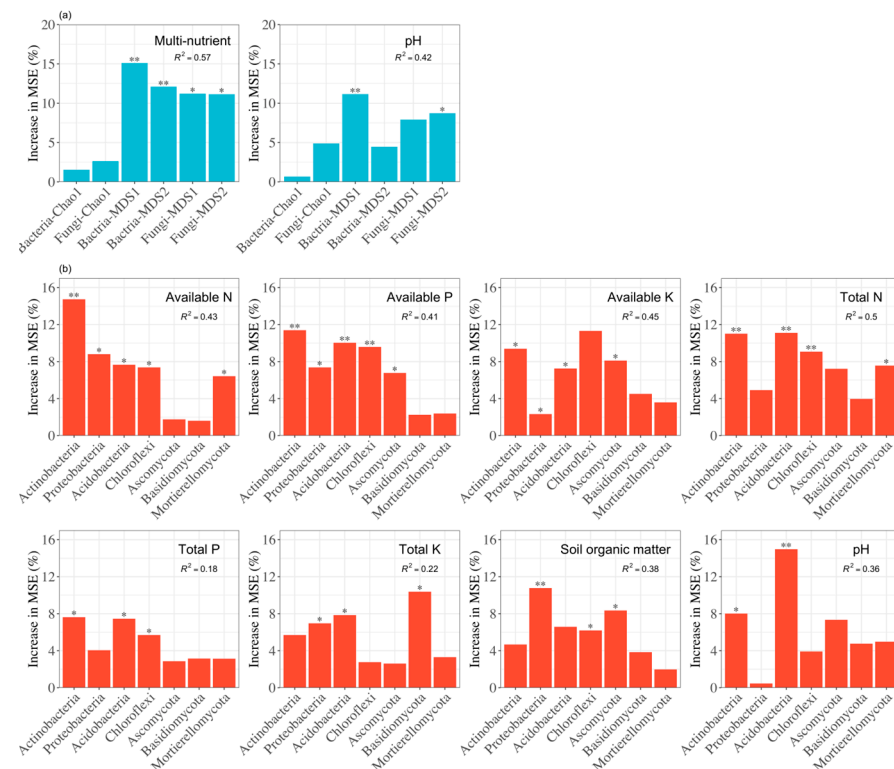 (a)
Multi-nutrient
R² = 0.57
Increase in MSE (%)
20
15
10
5
0
**
**
*
*
Bacteria-Chao1
Fungi-Chao1
Bactria-MDS1
Bactria-MDS2
Fungi-MDS1
Fungi-MDS2
pH
R² = 0.42
Increase in MSE (%)
20
15
10
5
0
**
*
Bacteria-Chao1
Fungi-Chao1
Bactria-MDS1
Bactria-MDS2
Fungi-MDS1
Fungi-MDS2
(b)
Available N
R² = 0.43
Increase in MSE (%)
16
12
8
4
0
**
*
*
*
*
Actinobacteria
Proteobacteria
Acidobacteria
Chloroflexi
Ascomycota
Basidiomycota
Mortierellomycota
Available P
R² = 0.41
Increase in MSE (%)
16
12
8
4
0
**
*
**
**
*
Actinobacteria
Proteobacteria
Acidobacteria
Chloroflexi
Ascomycota
Basidiomycota
Mortierellomycota
Available K
R² = 0.45
Increase in MSE (%)
16
12
8
4
0
*
*
*
*
Actinobacteria
Proteobacteria
Acidobacteria
Chloroflexi
Ascomycota
Basidiomycota
Mortierellomycota
Total N
R² = 0.5
Increase in MSE (%)
16
12
8
4
0
**
**
**
*
Actinobacteria
Proteobacteria
Acidobacteria
Chloroflexi
Ascomycota
Basidiomycota
Mortierellomycota
Total P
R² = 0.18
Increase in MSE (%)
16
12
8
4
0
*
*
*
Actinobacteria
Proteobacteria
Acidobacteria
Chloroflexi
Ascomycota
Basidiomycota
Mortierellomycota
Total K
R² = 0.22
Increase in MSE (%)
16
12
8
4
0
*
*
*
Actinobacteria
Proteobacteria
Acidobacteria
Chloroflexi
Ascomycota
Basidiomycota
Mortierellomycota
Soil organic matter
R² = 0.38
Increase in MSE (%)
16
12
8
4
0
**
*
*
Actinobacteria
Proteobacteria
Acidobacteria
Chloroflexi
Ascomycota
Basidiomycota
Mortierellomycota
pH
R² = 0.36
Increase in MSE (%)
16
12
8
4
0
*
**
Actinobacteria
Proteobacteria
Acidobacteria
Chloroflexi
Ascomycota
Basidiomycota
Mortierellomycota